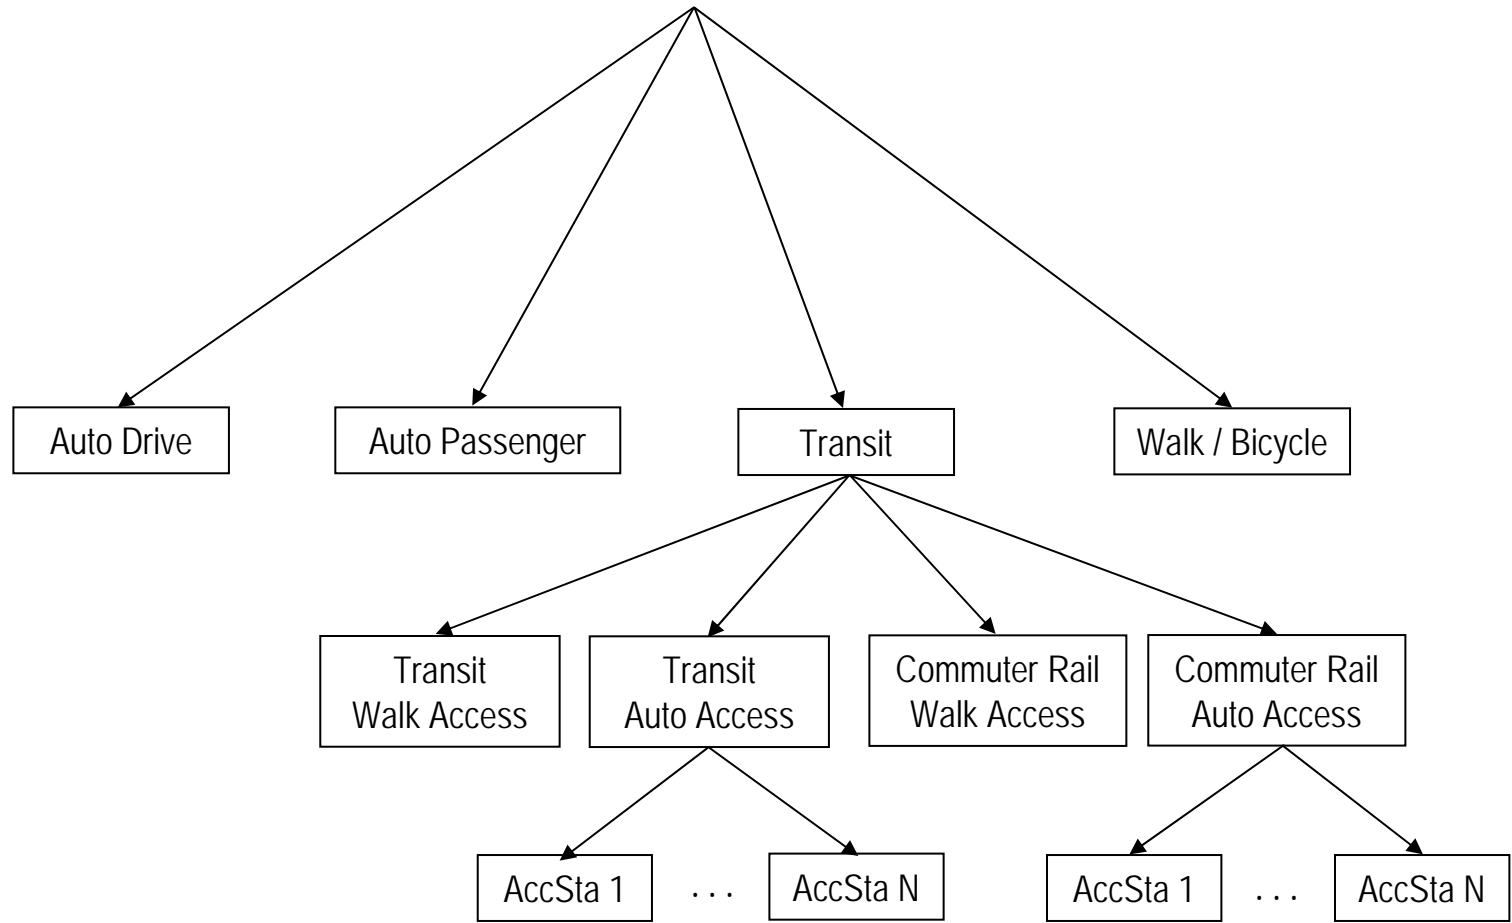 Auto Drive
Auto Passenger
Transit
Walk / Bicycle
Transit
Walk Access
Transit
Auto Access
Commuter Rail
Walk Access
Commuter Rail
Auto Access
AccSta 1
. . .
AccSta N
AccSta 1
. . .
AccSta N